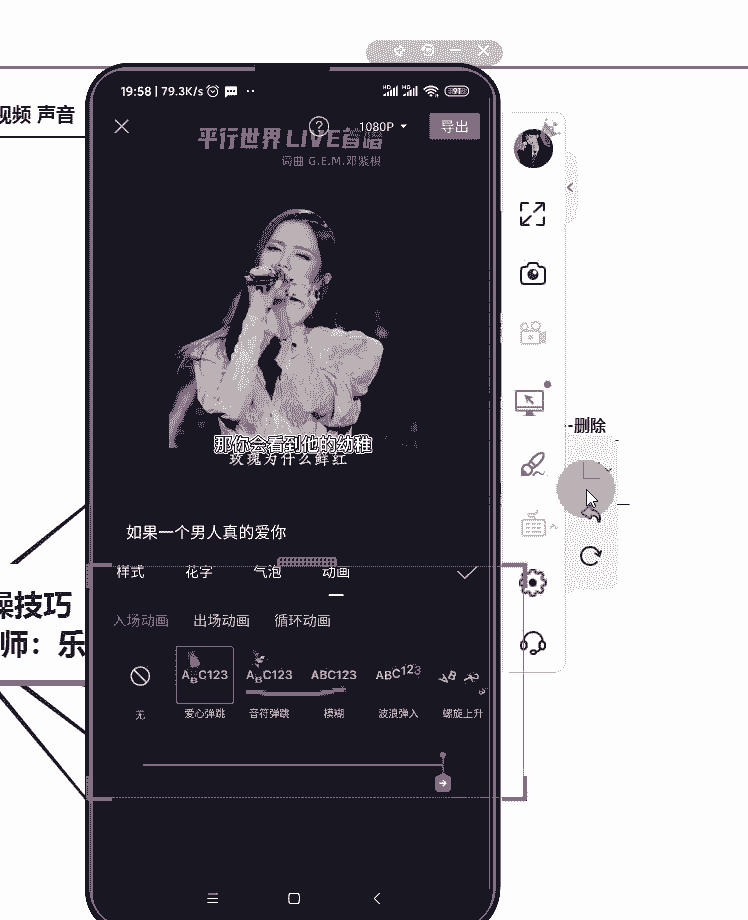 视频 声音
19:58 | 79.3K/s
HD HD 91
1080P
导出
平行世界 LIVE首唱
词曲 G.E.M.邓紫棋
那你会看到他的幼稚
玫瑰为什么鲜红
-删除
如果一个男人真的爱你
样式 花字 气泡 动画
操技巧
入场动画 出场动画 循环动画
师：乐
ABC123 ABC123 ABC123 ABC123
无 爱心弹跳 音符弹跳 模糊 波浪弹入 螺旋上升